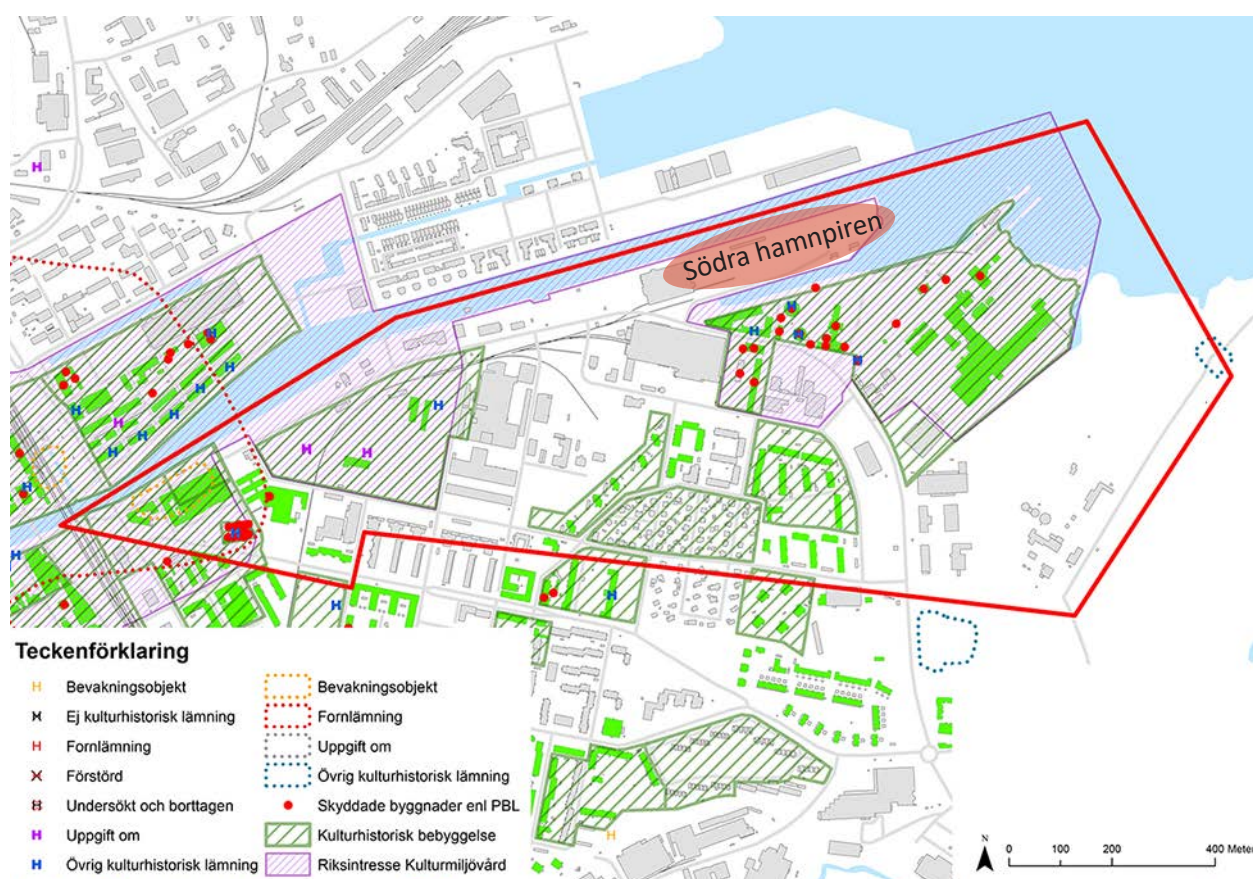 Södra hamnpiren
Teckenförklaring
H Bevakningsobjekt
Ej kulturhistorisk lämning
H Fornlämning
Förstörd
Undersökt och borttagen
H Uppgift om
H Övrig kulturhistorisk lämning
Bevakningsobjekt
Fornlämning
Uppgift om
Övrig kulturhistorisk lämning
Skyddade byggnader enl PBL
Kulturhistorisk bebyggelse
Riksintresse Kulturmiljövård
N
0 100 200 400 Meter